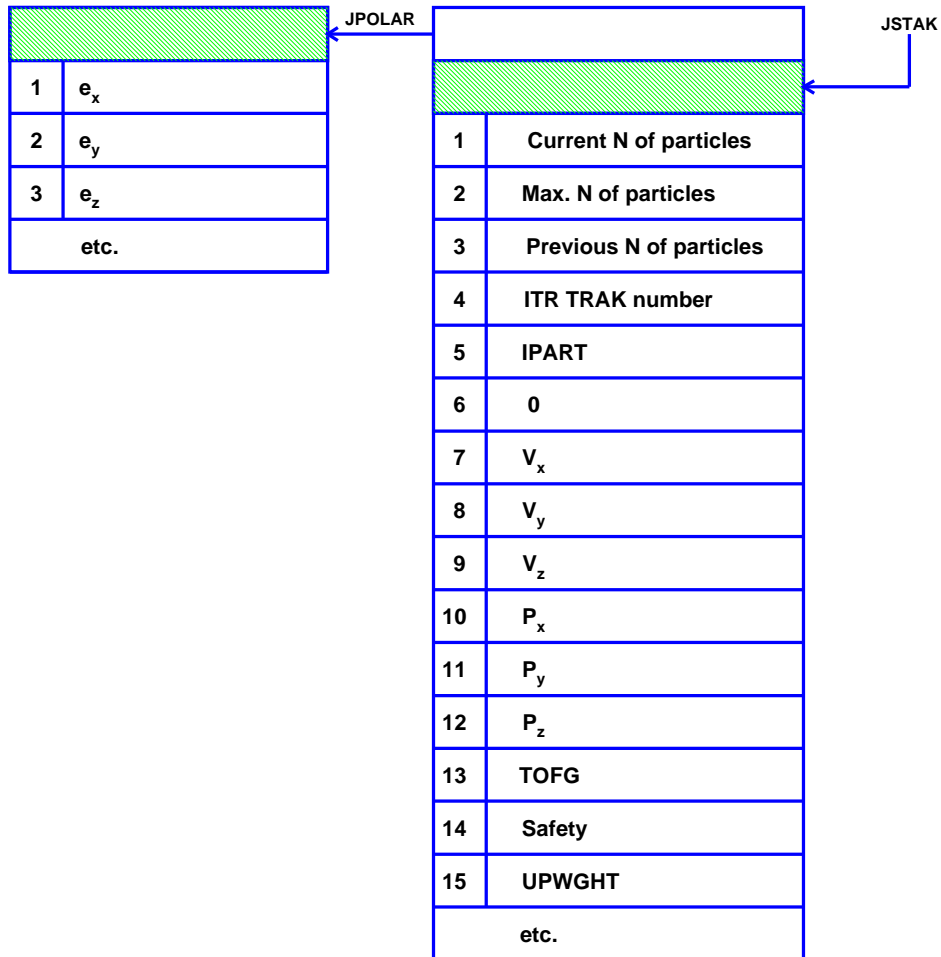 JPOLAR
JSTAK
1 e_x
2 e_y
3 e_z
etc.
1 Current N of particles
2 Max. N of particles
3 Previous N of particles
4 ITR TRAK number
5 IPART
6 0
7 V_x
8 V_y
9 V_z
10 P_x
11 P_y
12 P_z
13 TOFG
14 Safety
15 UPWGHT
etc.